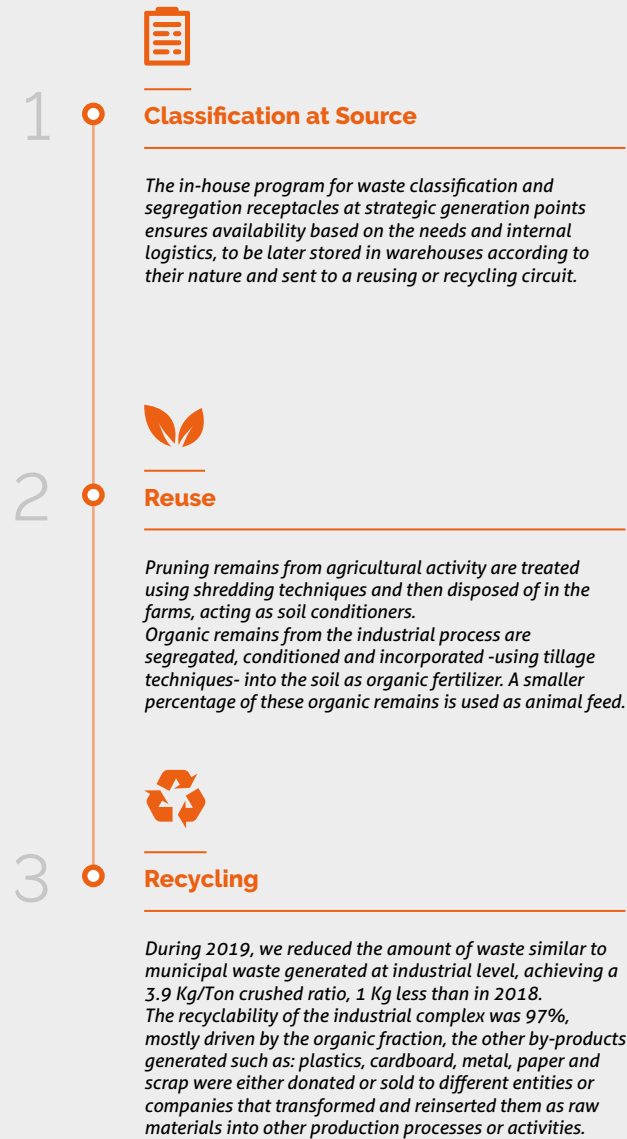 1
Classification at Source
The in-house program for waste classification and
segregation receptacles at strategic generation points
ensures availability based on the needs and internal
logistics, to be later stored in warehouses according to
their nature and sent to a reusing or recycling circuit.
2
Reuse
Pruning remains from agricultural activity are treated
using shredding techniques and then disposed of in the
farms, acting as soil conditioners.
Organic remains from the industrial process are
segregated, conditioned and incorporated -using tillage
techniques- into the soil as organic fertilizer. A smaller
percentage of these organic remains is used as animal feed.
3
Recycling
During 2019, we reduced the amount of waste similar to
municipal waste generated at industrial level, achieving a
3.9 Kg/Ton crushed ratio, 1 Kg less than in 2018.
The recyclability of the industrial complex was 97%,
mostly driven by the organic fraction, the other by-products
generated such as: plastics, cardboard, metal, paper and
scrap were either donated or sold to different entities or
companies that transformed and reinserted them as raw
materials into other production processes or activities.